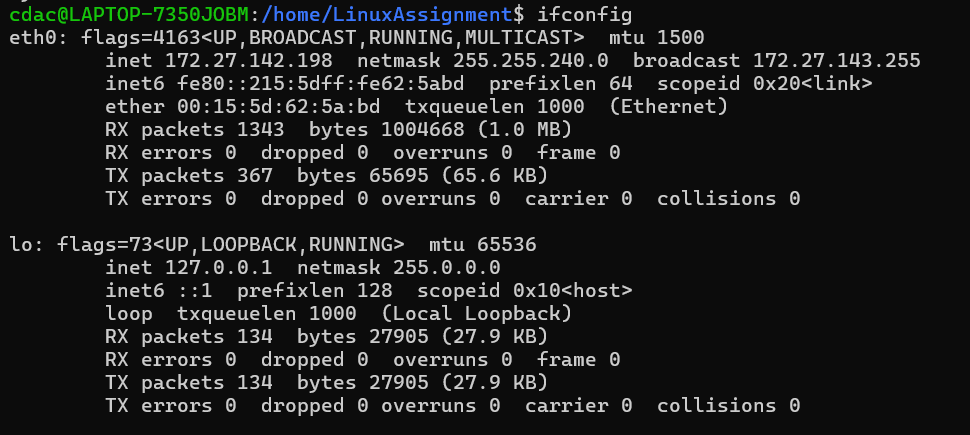 cdac@LAPTOP-7350JOBM:/home/LinuxAssignment$ ifconfig
eth0: flags=4163<UP,BROADCAST,RUNNING,MULTICAST>  mtu 1500
        inet 172.27.142.198  netmask 255.255.240.0  broadcast 172.27.143.255
        inet6 fe80::215:5dff:fe62:5abd  prefixlen 64  scopeid 0x20<link>
        ether 00:15:5d:62:5a:bd  txqueuelen 1000  (Ethernet)
        RX packets 1343  bytes 1004668 (1.0 MB)
        RX errors 0  dropped 0  overruns 0  frame 0
        TX packets 367  bytes 65695 (65.6 KB)
        TX errors 0  dropped 0 overruns 0  carrier 0  collisions 0

lo: flags=73<UP,LOOPBACK,RUNNING>  mtu 65536
        inet 127.0.0.1  netmask 255.0.0.0
        inet6 ::1  prefixlen 128  scopeid 0x10<host>
        loop  txqueuelen 1000  (Local Loopback)
        RX packets 134  bytes 27905 (27.9 KB)
        RX errors 0  dropped 0  overruns 0  frame 0
        TX packets 134  bytes 27905 (27.9 KB)
        TX errors 0  dropped 0 overruns 0  carrier 0  collisions 0